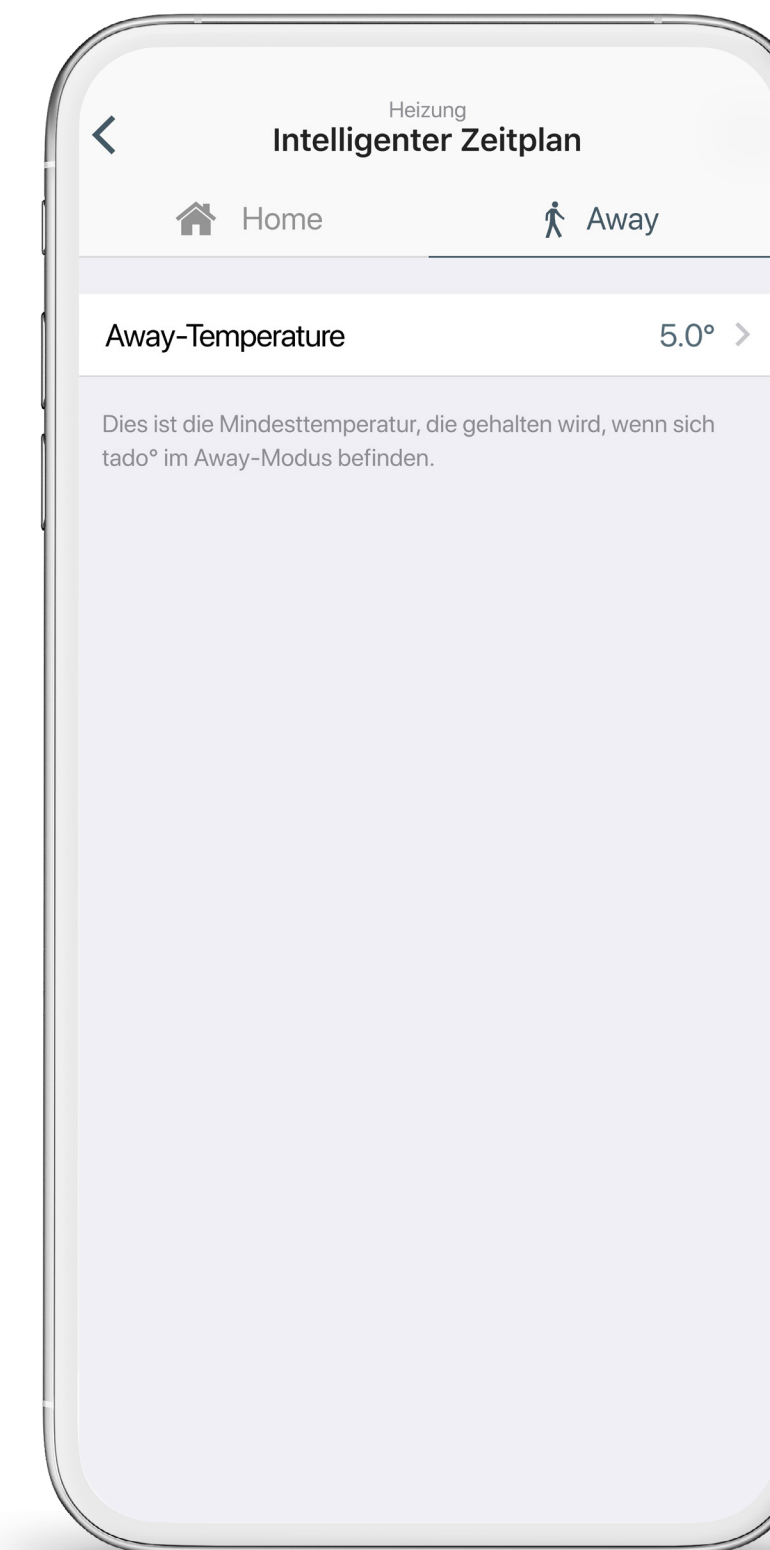 Heizung
Intelligenter Zeitplan
Home
Away
Away-Temperature
5.0°
Dies ist die Mindesttemperatur, die gehalten wird, wenn sich
tado° im Away-Modus befinden.